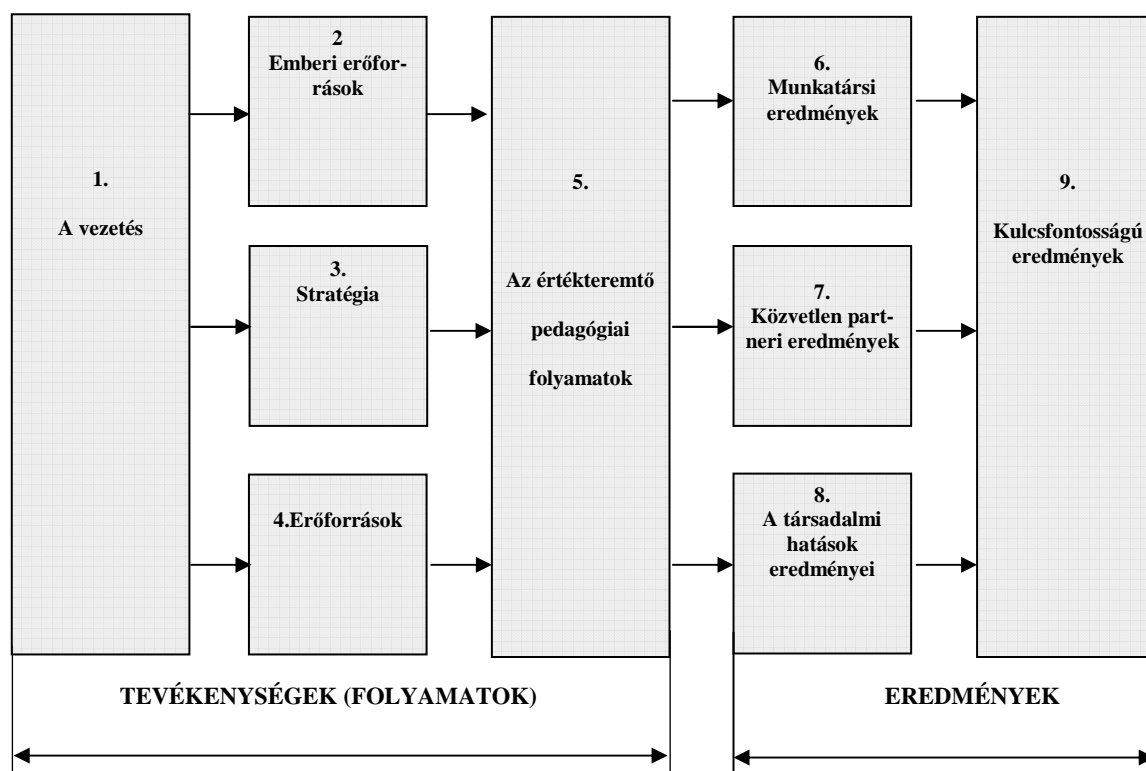 1.
A vezetés
2
Emberi erőfor-
rások
3.
Stratégia
4.Erőforrások
5.
Az értékteremtő
pedagógiai
folyamatok
6.
Munkatársi
eredmények
7.
Közvetlen part-
neri eredmények
8.
A társadalmi
hatások
eredményei
9.
Kulcsfontosságú
eredmények
TEVÉKENYSÉGEK (FOLYAMATOK)
EREDMÉNYEK